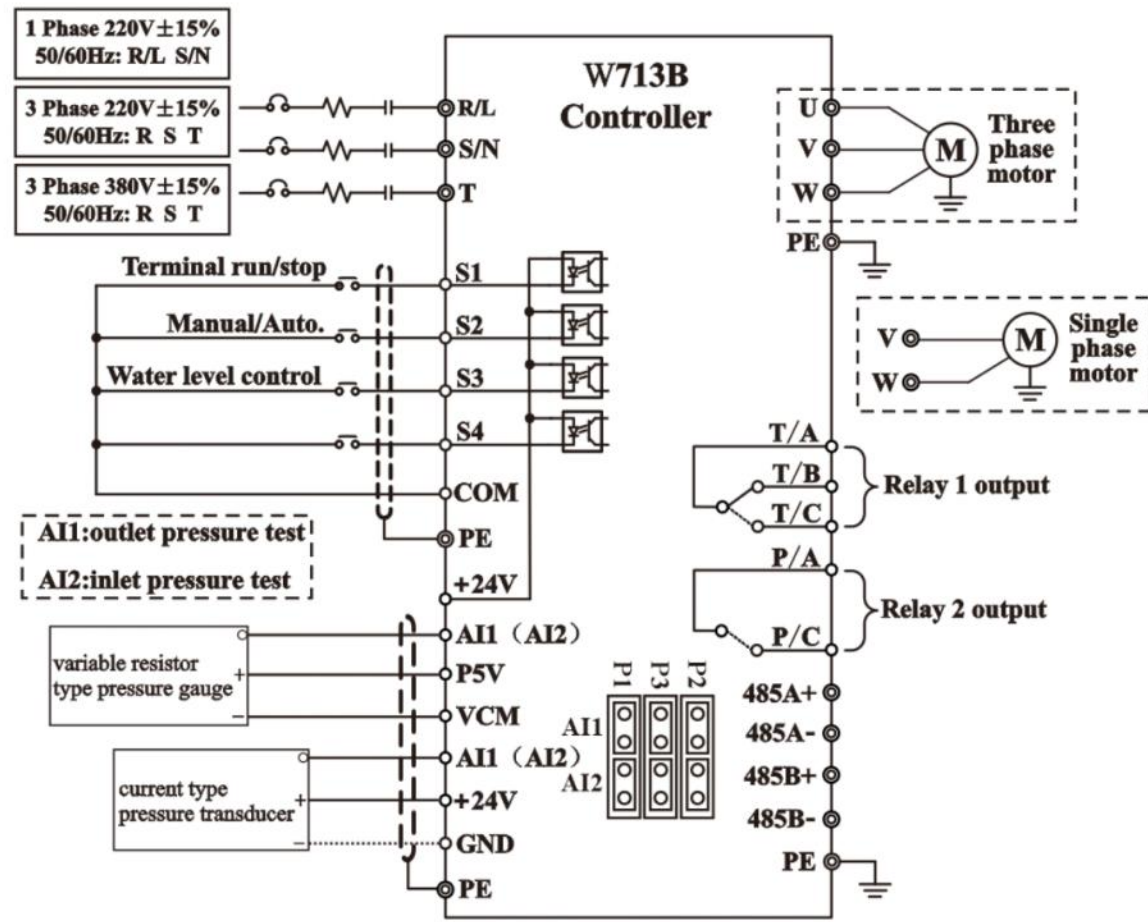 1 Phase 220V±15%
50/60Hz: R/L S/N
3 Phase 220V±15%
50/60Hz: R S T
3 Phase 380V±15%
50/60Hz: R S T
R/L
S/N
T
W713B
Controller
U
V
W
M
Three
phase
motor
PE
V
W
M
Single
phase
motor
Terminal run/stop
S1
Manual/Auto.
S2
Water level control
S3
S4
COM
PE
+24V
AI1:outlet pressure test
AI2:inlet pressure test
variable resistor
type pressure gauge
+
−
AI1（AI2）
P5V
VCM
current type
pressure transducer
+
−
AI1（AI2）
+24V
GND
PE
T/A
T/B
T/C
Relay 1 output
P/A
P/C
Relay 2 output
P1 P3 P2
AI1
AI2
485A+
485A-
485B+
485B-
PE